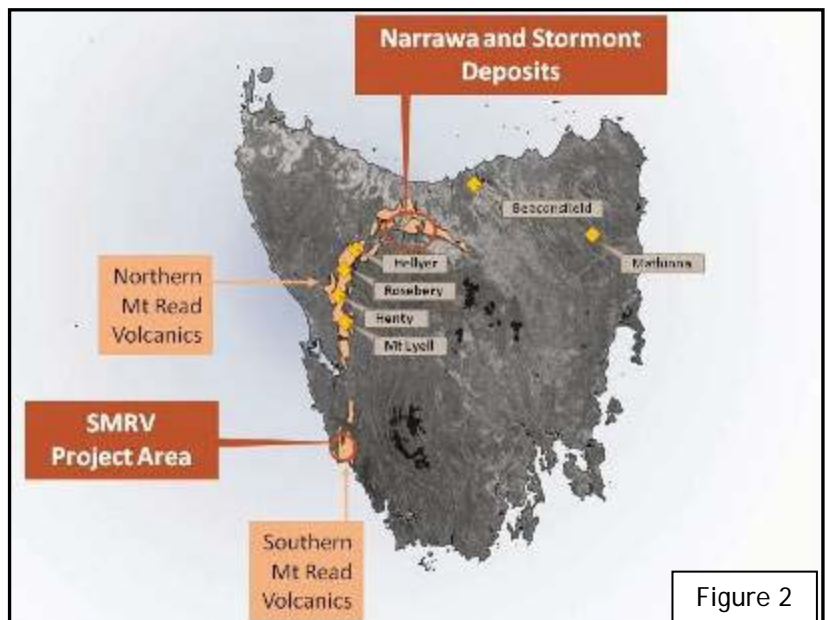 Narrawa and Stormont
Deposits
Beaconsfield
Mathinna
Hellyer
Rosebery
Henty
Mt Lyell
Northern
Mt Read
Volcanics
SMRV
Project Area
Southern
Mt Read
Volcanics
Figure 2